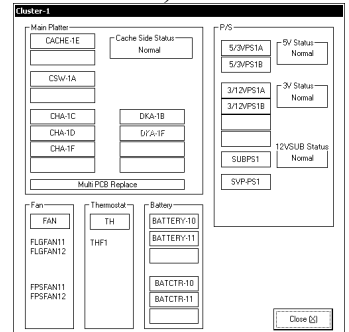 Cluster-1
Main Platter
CACHE-1E
Cache Side Status
Normal
CSW-1A
CHA-1C
DKA-1B
CHA-1D
DKA-1F
CHA-1F
Multi PCB Replace
P/S
5/3VPS1A
5/3VPS1B
5V Status
Normal
3/12VPS1A
3/12VPS1B
3V Status
Normal
12VSUB Status
SUBPS1
Normal
SVP-PS1
Fan
FAN
FLGFAN11
FLGFAN12
FPSFAN11
FPSFAN12
Thermostat
TH
THF1
Battery
BATTERY-10
BATTERY-11
BATCTR-10
BATCTR-11
Close (X)